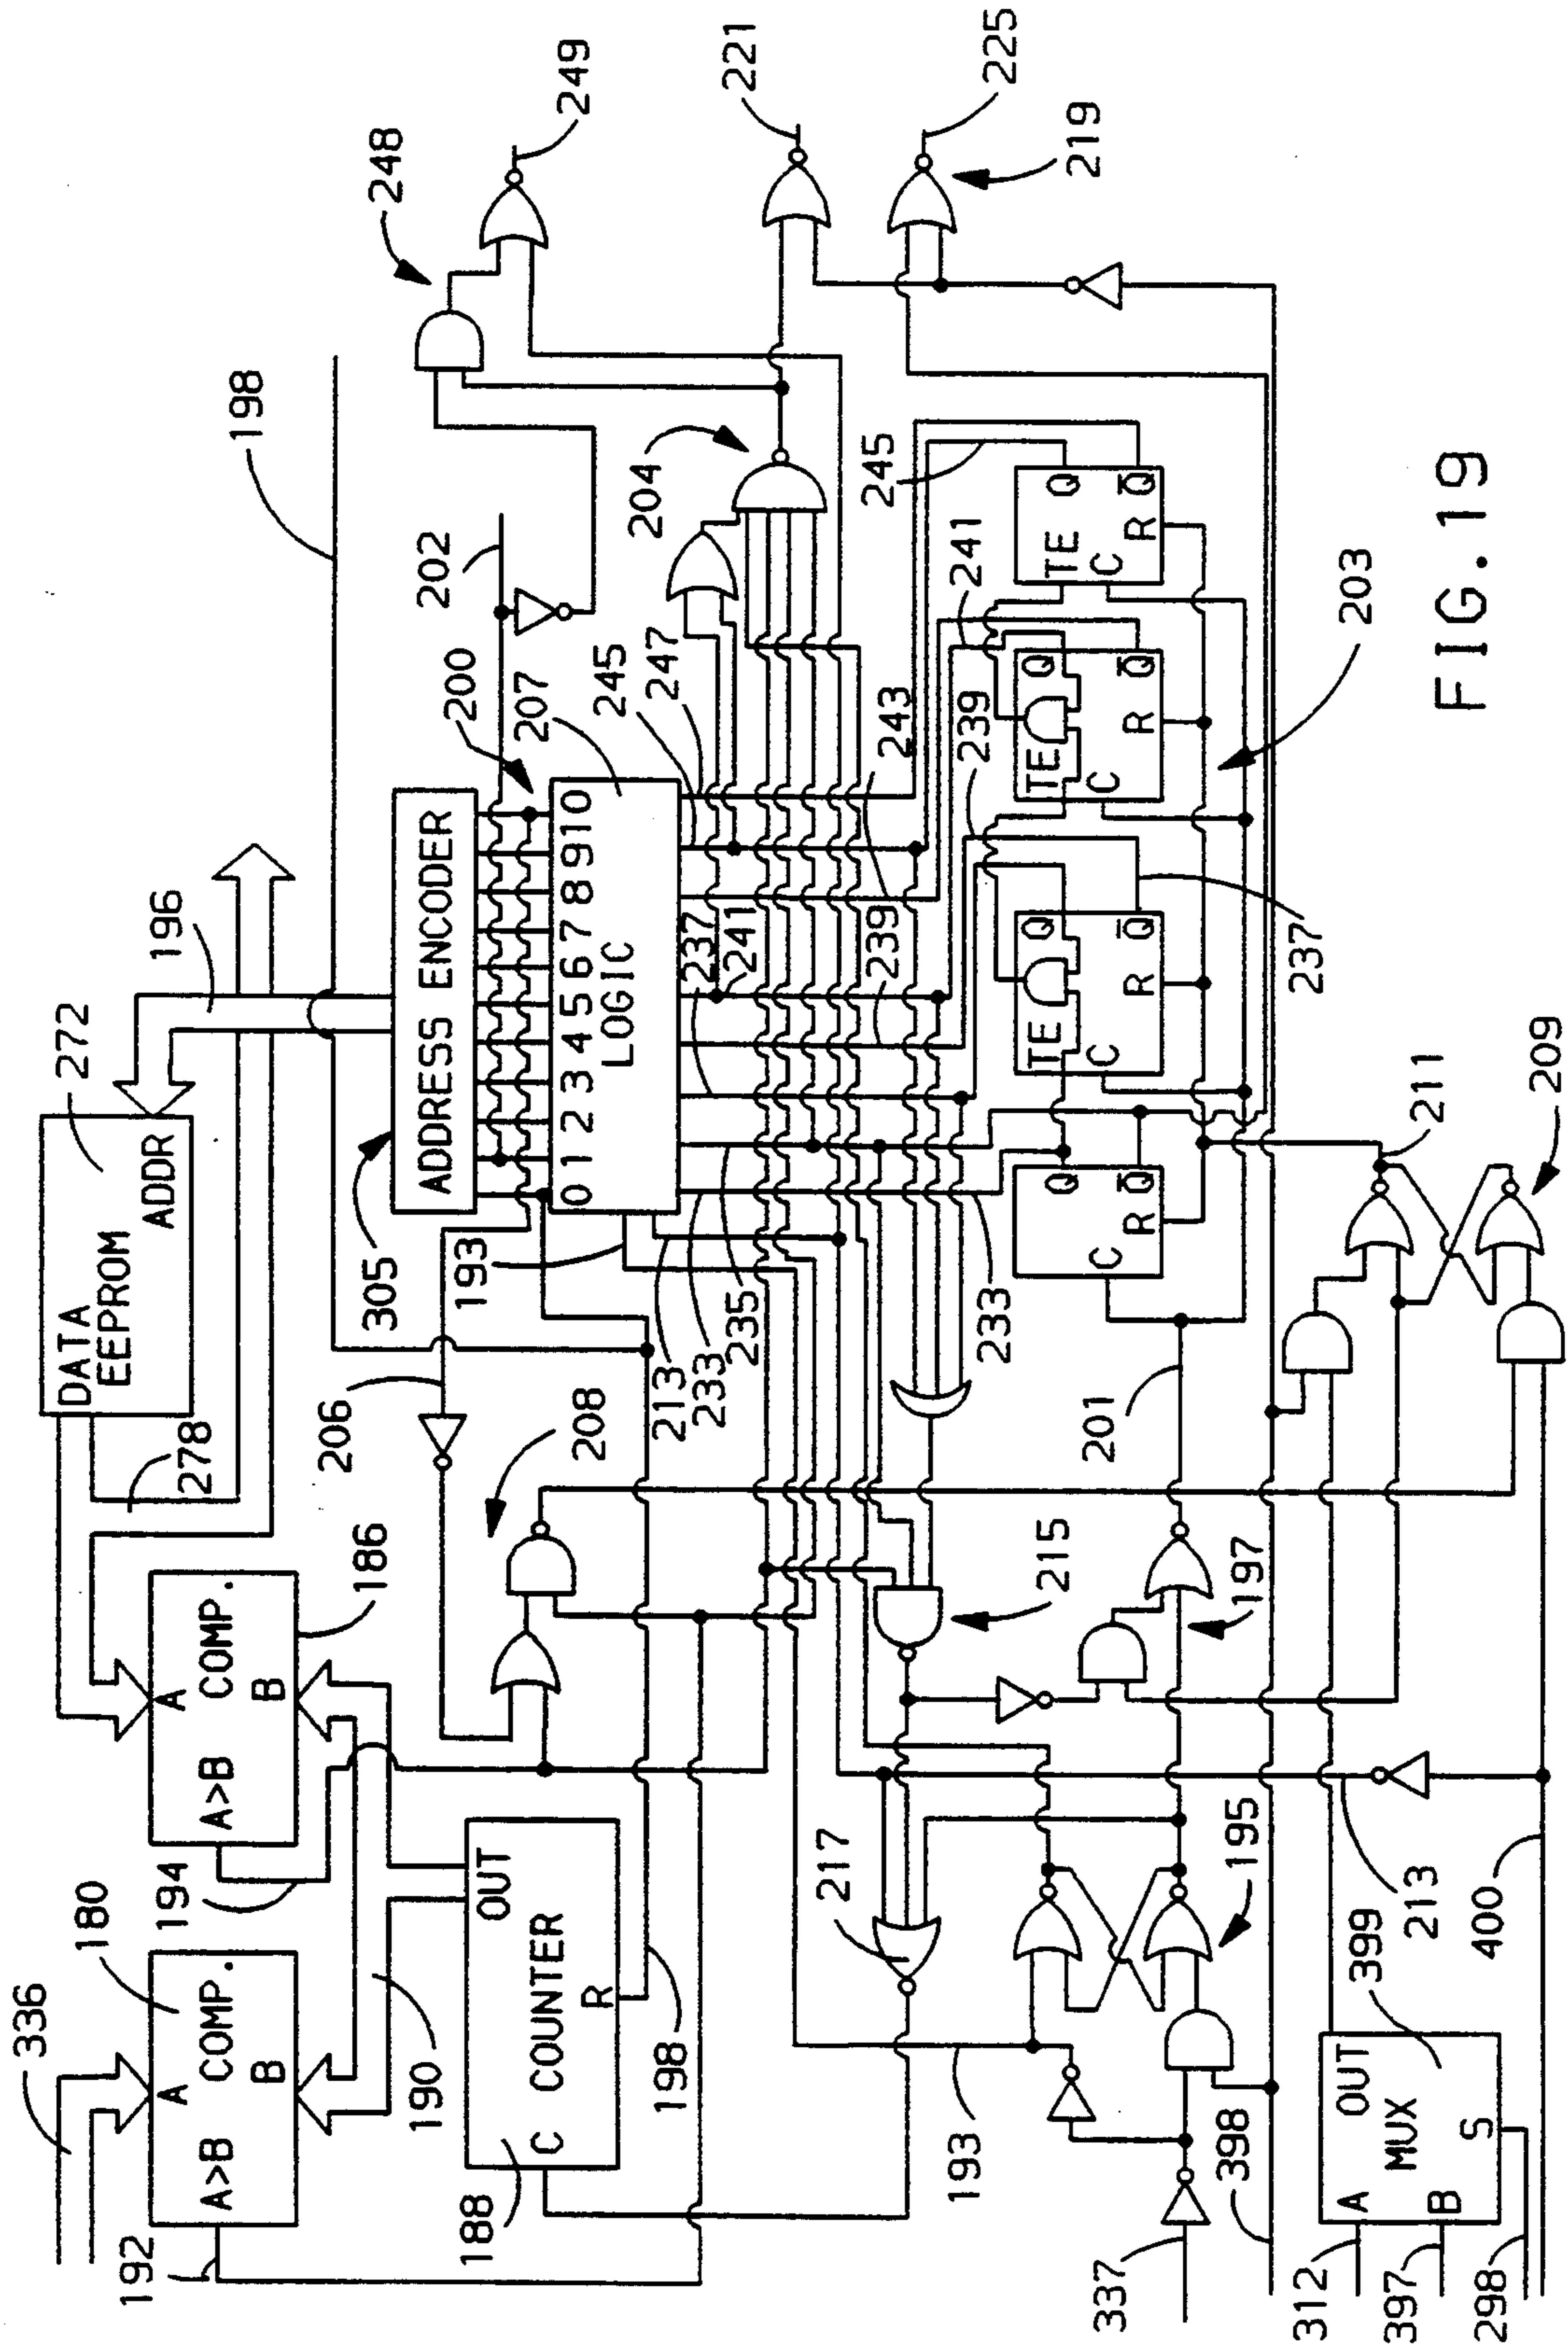 336
192
180
A
COMP.
A>B
B
194
186
A
COMP.
A>B
B
278
DATA
EEPROM
ADDR
272
196
190
188
C
COUNTER
OUT
R
198
206
208
305
ADDRESS ENCODER
0 1 2 3 4 5 6 7 8 9 10
LOGIC
200
207
202
198
248
249
193
213
233
235
237
241
239
245
247
243
239
241
245
204
221
225
219
217
215
193
195
197
201
233
C
Q
Q̅
R
TE
Q
C
Q̅
R
237
TE
Q
C
Q̅
R
TE
Q
C
Q̅
R
203
211
209
337
398
312
397
298
400
A
B
OUT
MUX
S
399
213
FIG. 19